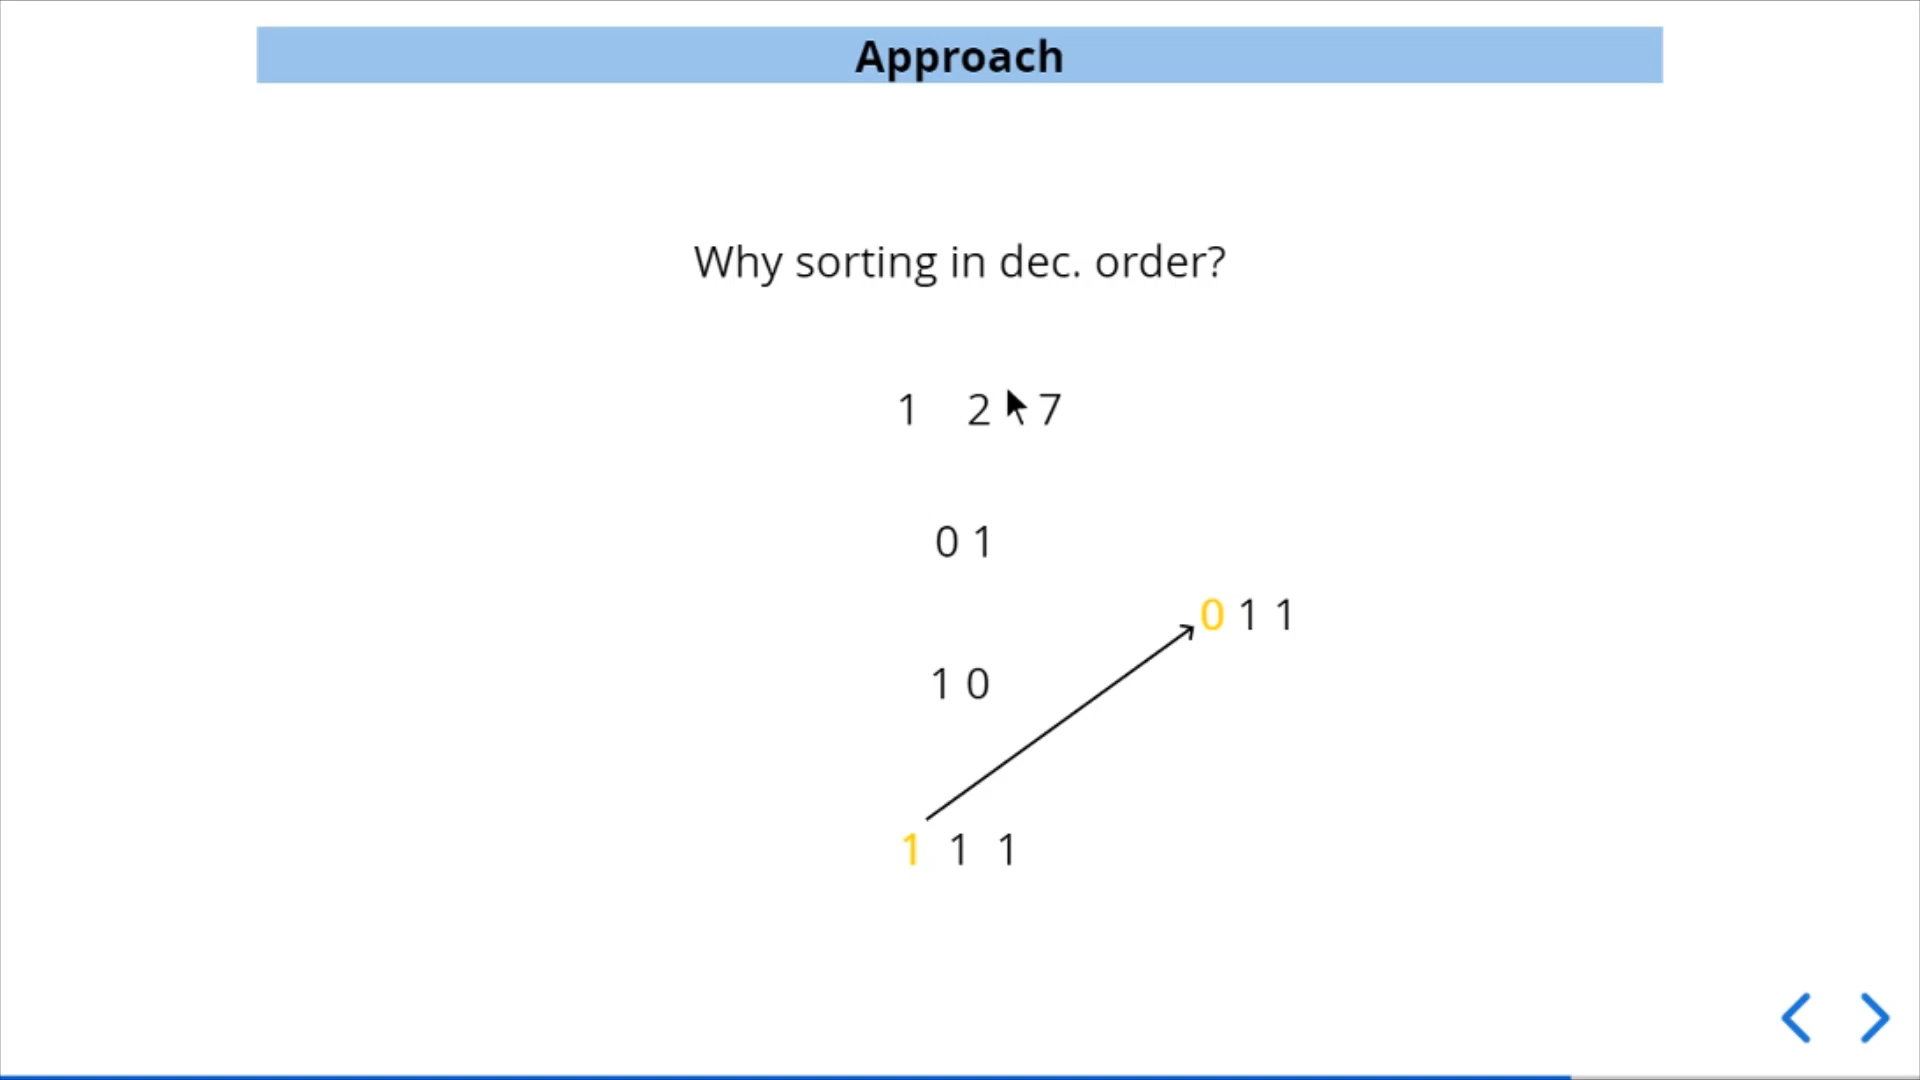 Approach
Why sorting in dec. order?
1 2 7
0 1
0 1 1
1 0
1 1 1